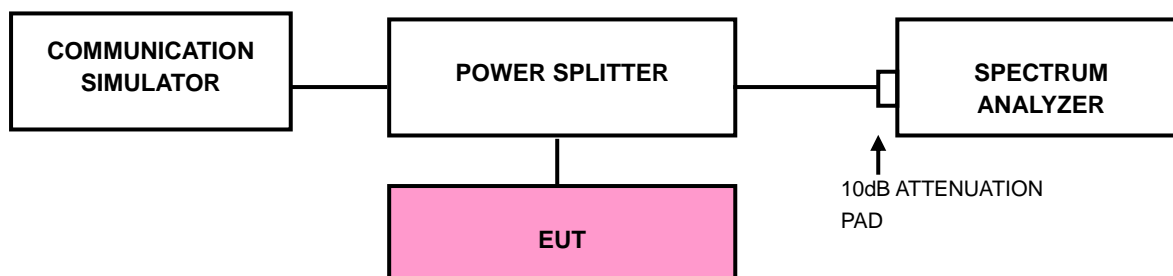 COMMUNICATION
SIMULATOR
POWER SPLITTER
SPECTRUM
ANALYZER
10dB ATTENUATION
PAD
EUT